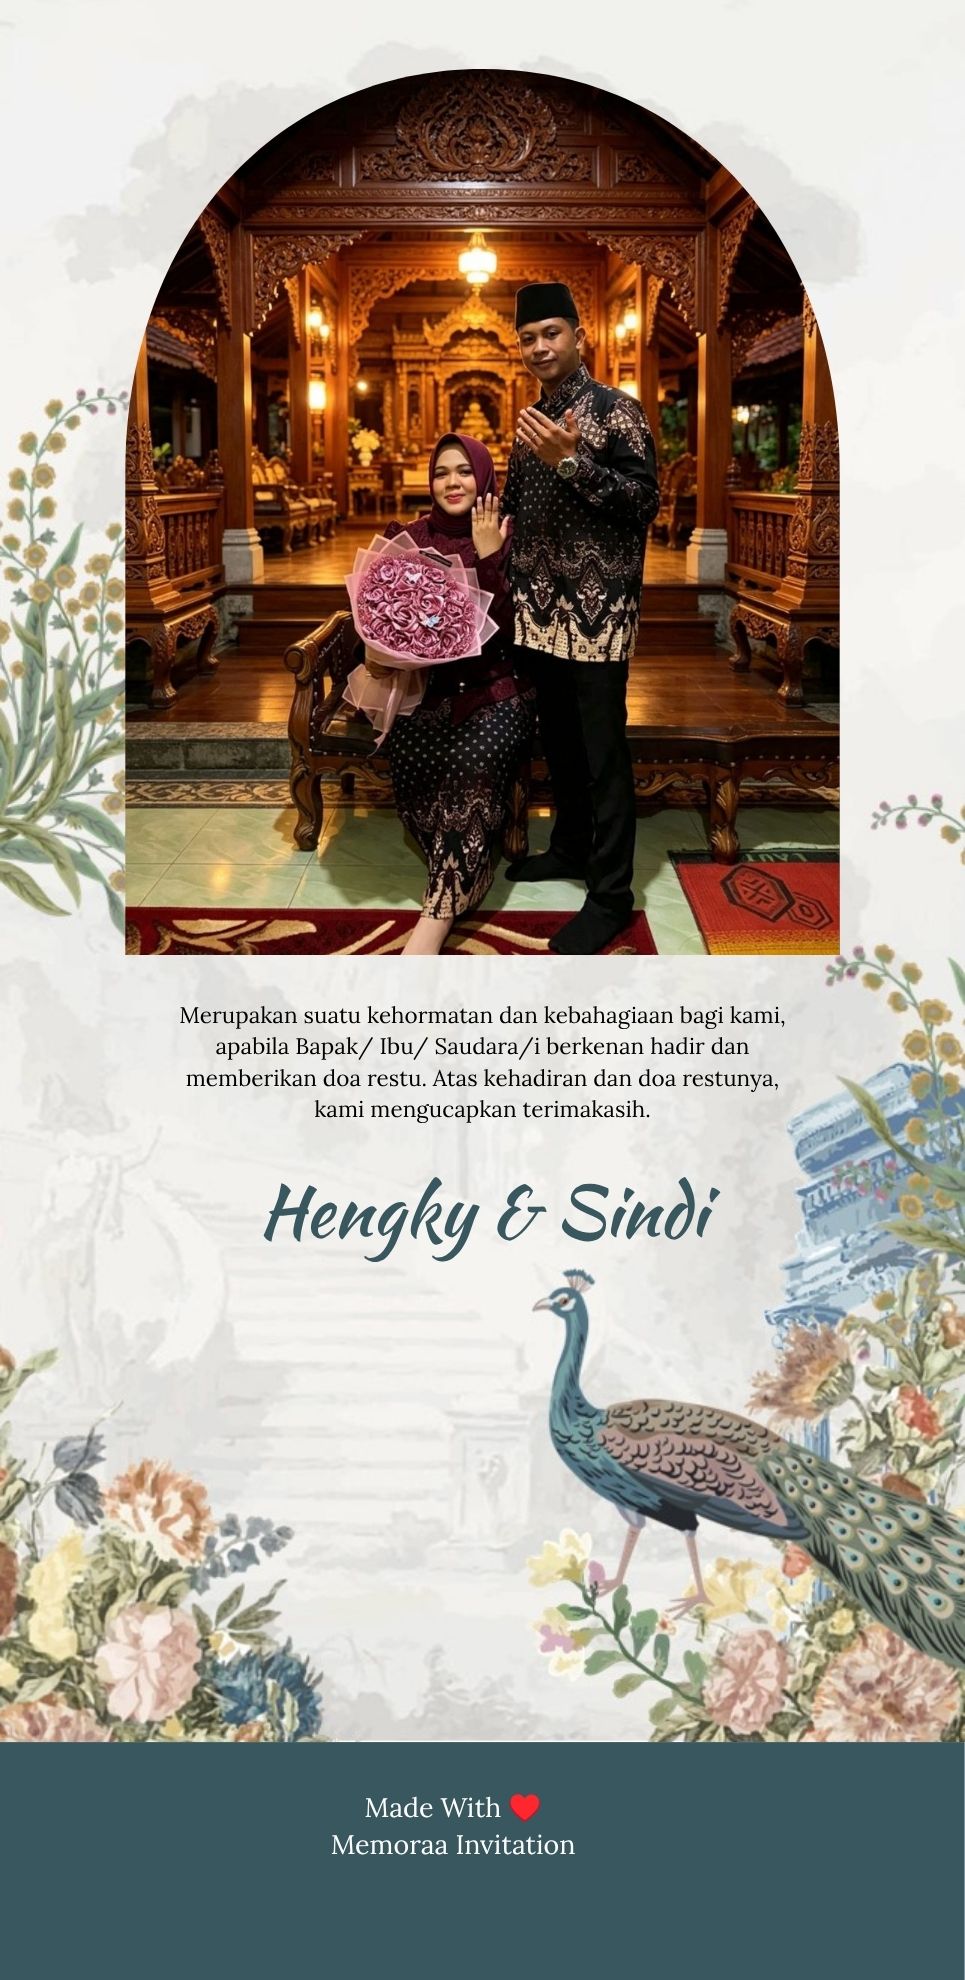 Merupakan suatu kehormatan dan kebahagiaan bagi kami,
apabila Bapak/ Ibu/ Saudara/i berkenan hadir dan
memberikan doa restu. Atas kehadiran dan doa restunya,
kami mengucapkan terimakasih.
Hengky & Sindi
Made With ❤️
Memoraa Invitation